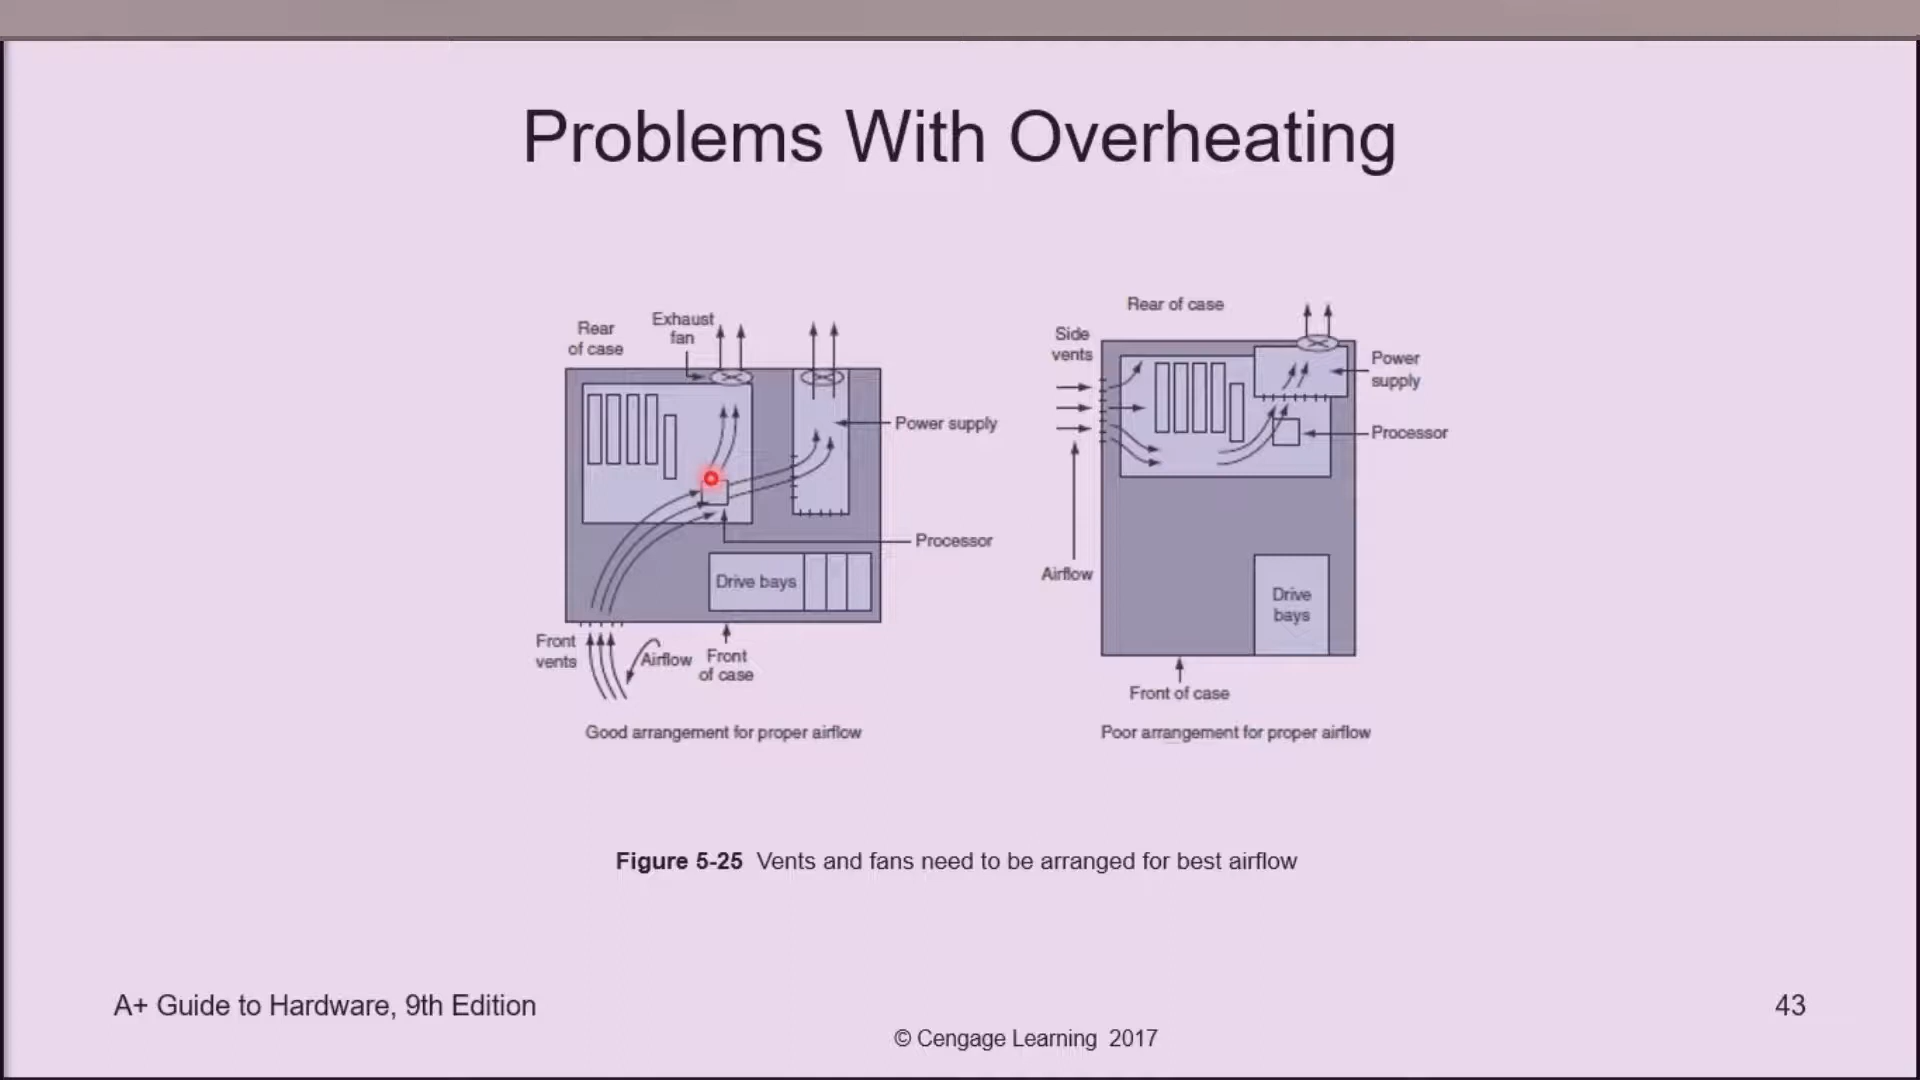 Problems With Overheating
Rear
of case
Exhaust
fan
Power supply
Processor
Drive bays
Front
vents
Airflow
Front
of case
Good arrangement for proper airflow
Rear of case
Side
vents
Power
supply
Processor
Airflow
Drive
bays
Front of case
Poor arrangement for proper airflow
Figure 5-25 Vents and fans need to be arranged for best airflow
A+ Guide to Hardware, 9th Edition
43
© Cengage Learning 2017